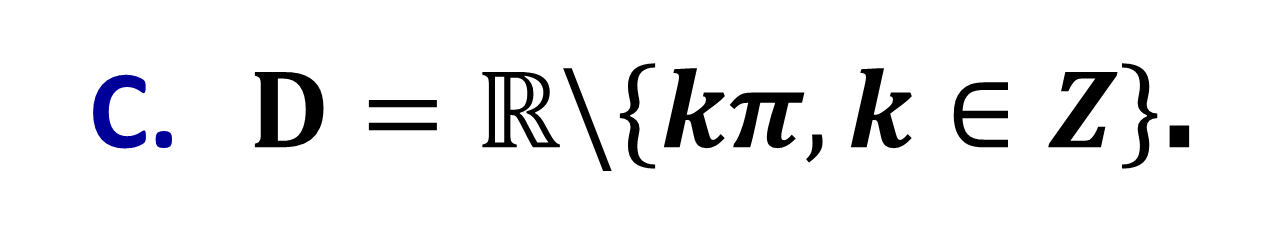 C. D = ℝ\{kπ, k ∈ Z}.